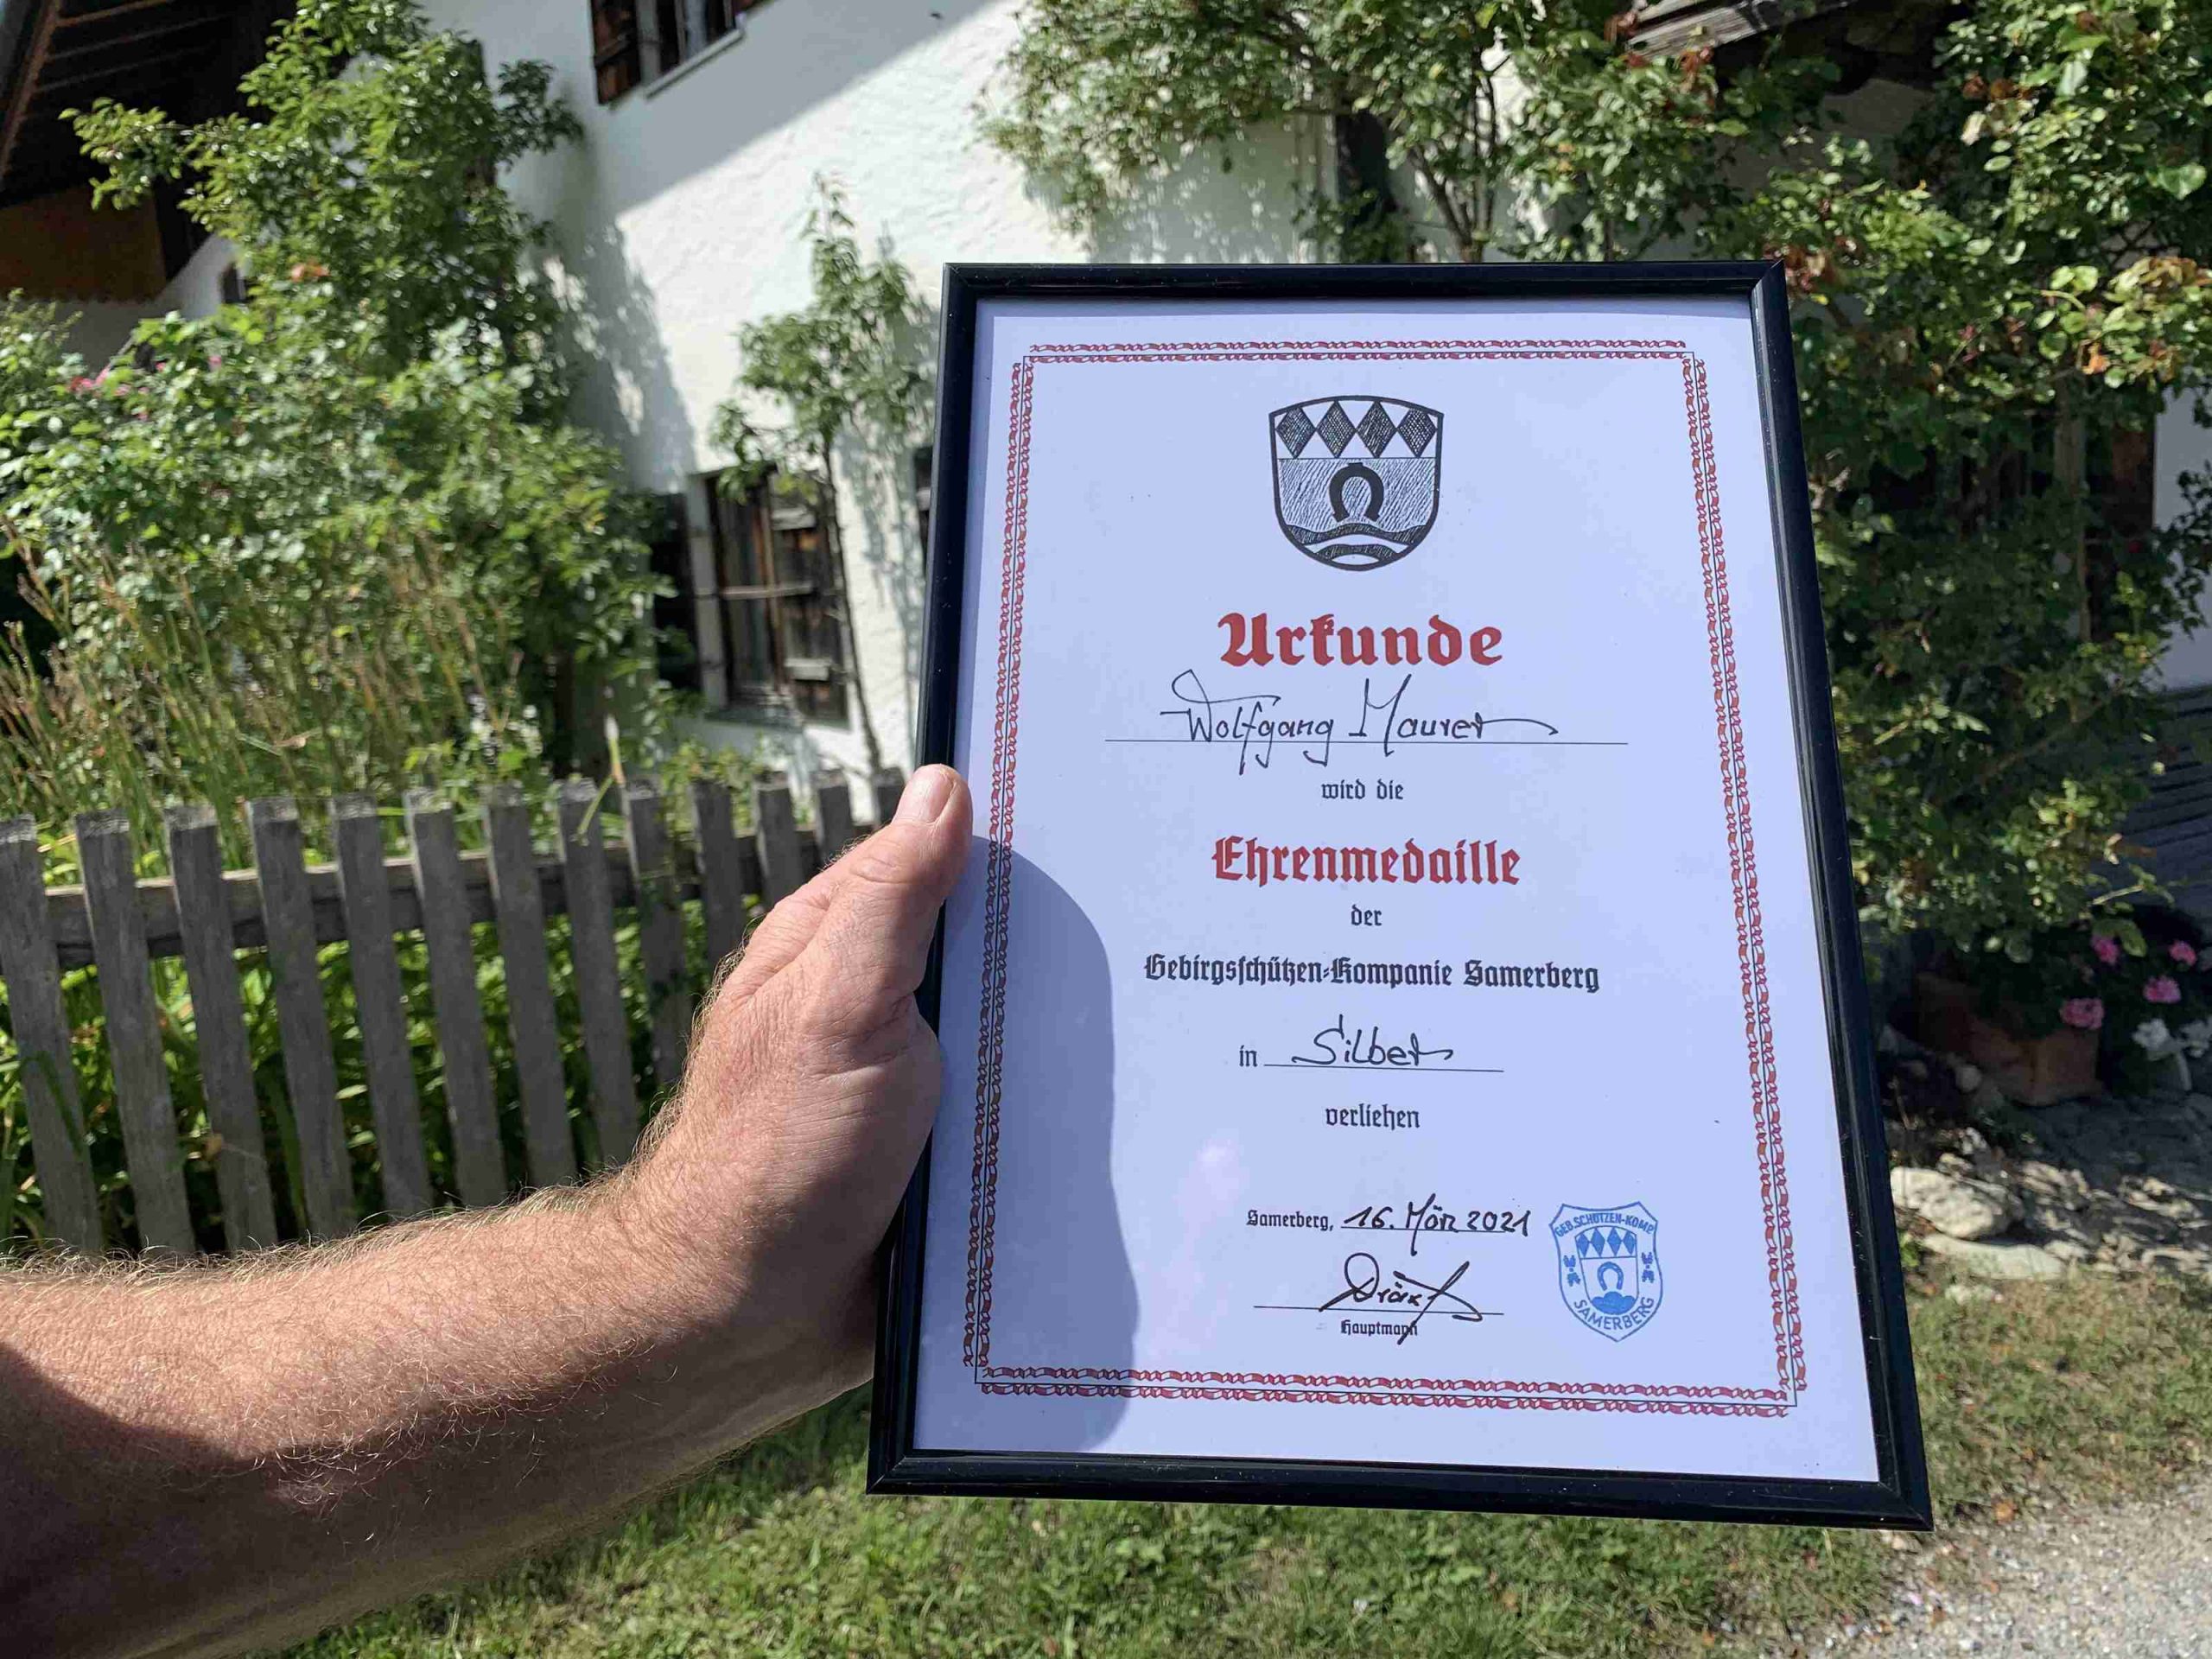 Urkunde
Wolfgang Maurer
wird die
Ehrenmedaille
der
Gebirgsschützen-Kompanie Samerberg
in Silber
verliehen
Samerberg, 16. März 2021
Hauptmann
GEB.SCHÜTZEN-KOMP.
SAMERBERG